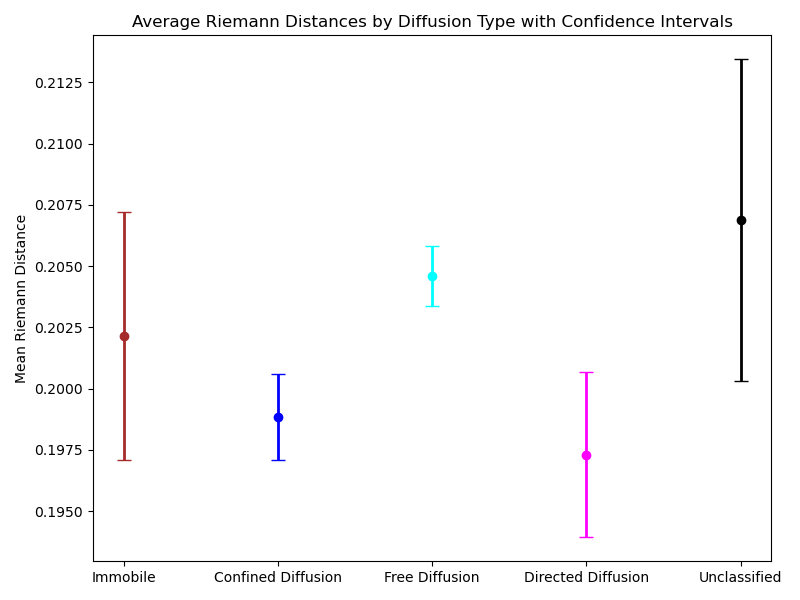 Average Riemann Distances by Diffusion Type with Confidence Intervals
Mean Riemann Distance
0.2125
0.2100
0.2075
0.2050
0.2025
0.2000
0.1975
0.1950
Immobile
Confined Diffusion
Free Diffusion
Directed Diffusion
Unclassified